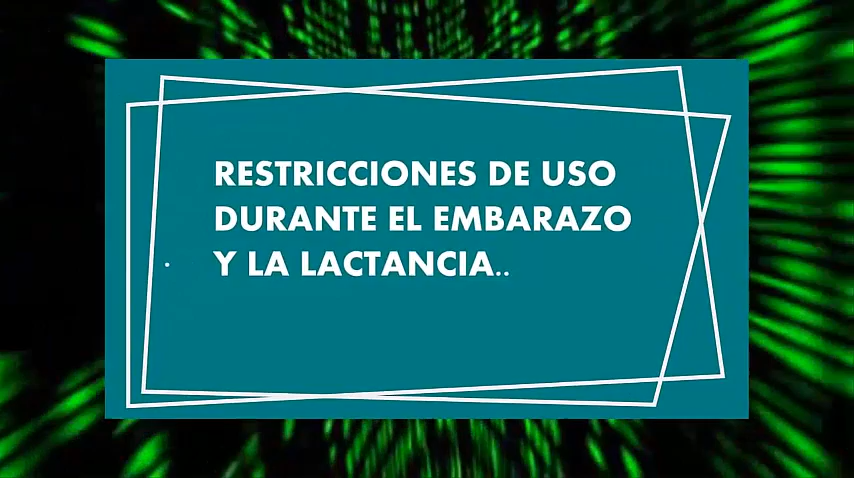 RESTRICCIONES DE USO
DURANTE EL EMBARAZO
Y LA LACTANCIA..